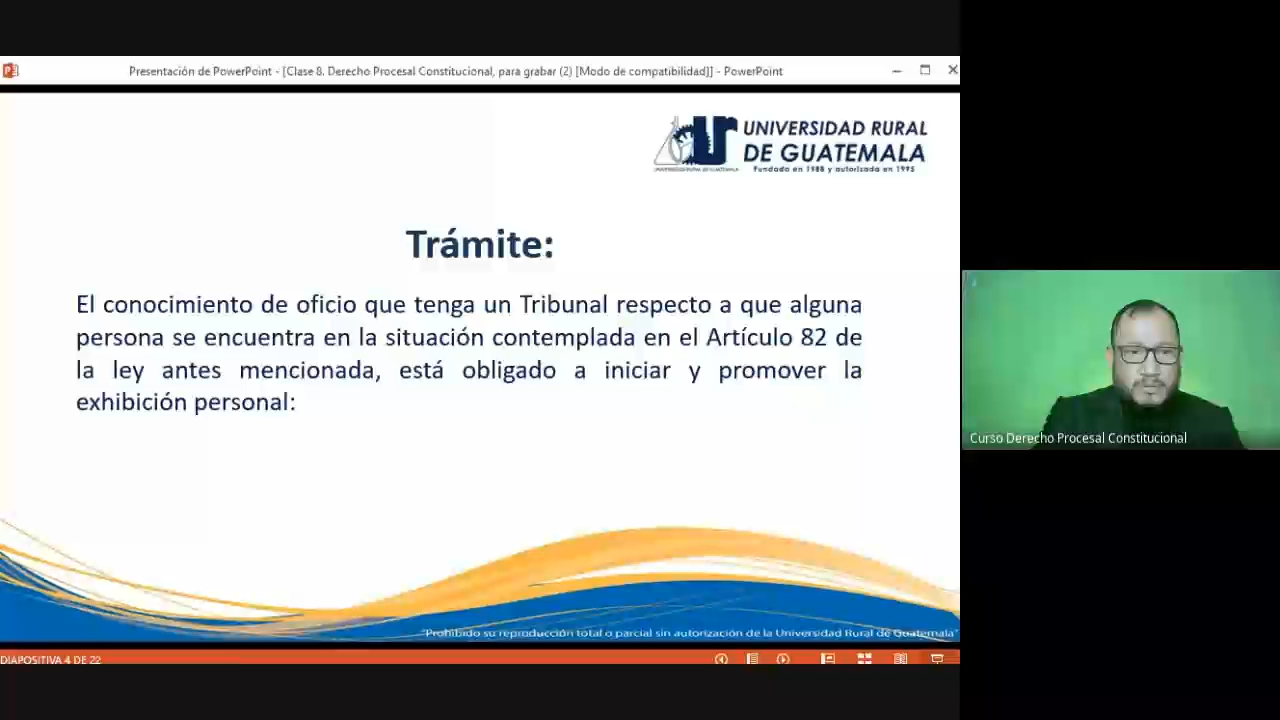 Presentación de PowerPoint - [Clase 8. Derecho Procesal Constitucional, para grabar (2) [Modo de compatibilidad]] - PowerPoint
UNIVERSIDAD RURAL
DE GUATEMALA
Fundada en 1988 y autorizada en 1995
UNIVERSIDAD RURAL DE GUATEMALA
Trámite:
El conocimiento de oficio que tenga un Tribunal respecto a que alguna
persona se encuentra en la situación contemplada en el Artículo 82 de
la ley antes mencionada, está obligado a iniciar y promover la
exhibición personal:
Curso Derecho Procesal Constitucional
"Prohibido su reproducción total o parcial sin autorización de la Universidad Rural de Guatemala"
DIAPOSITIVA 4 DE 22